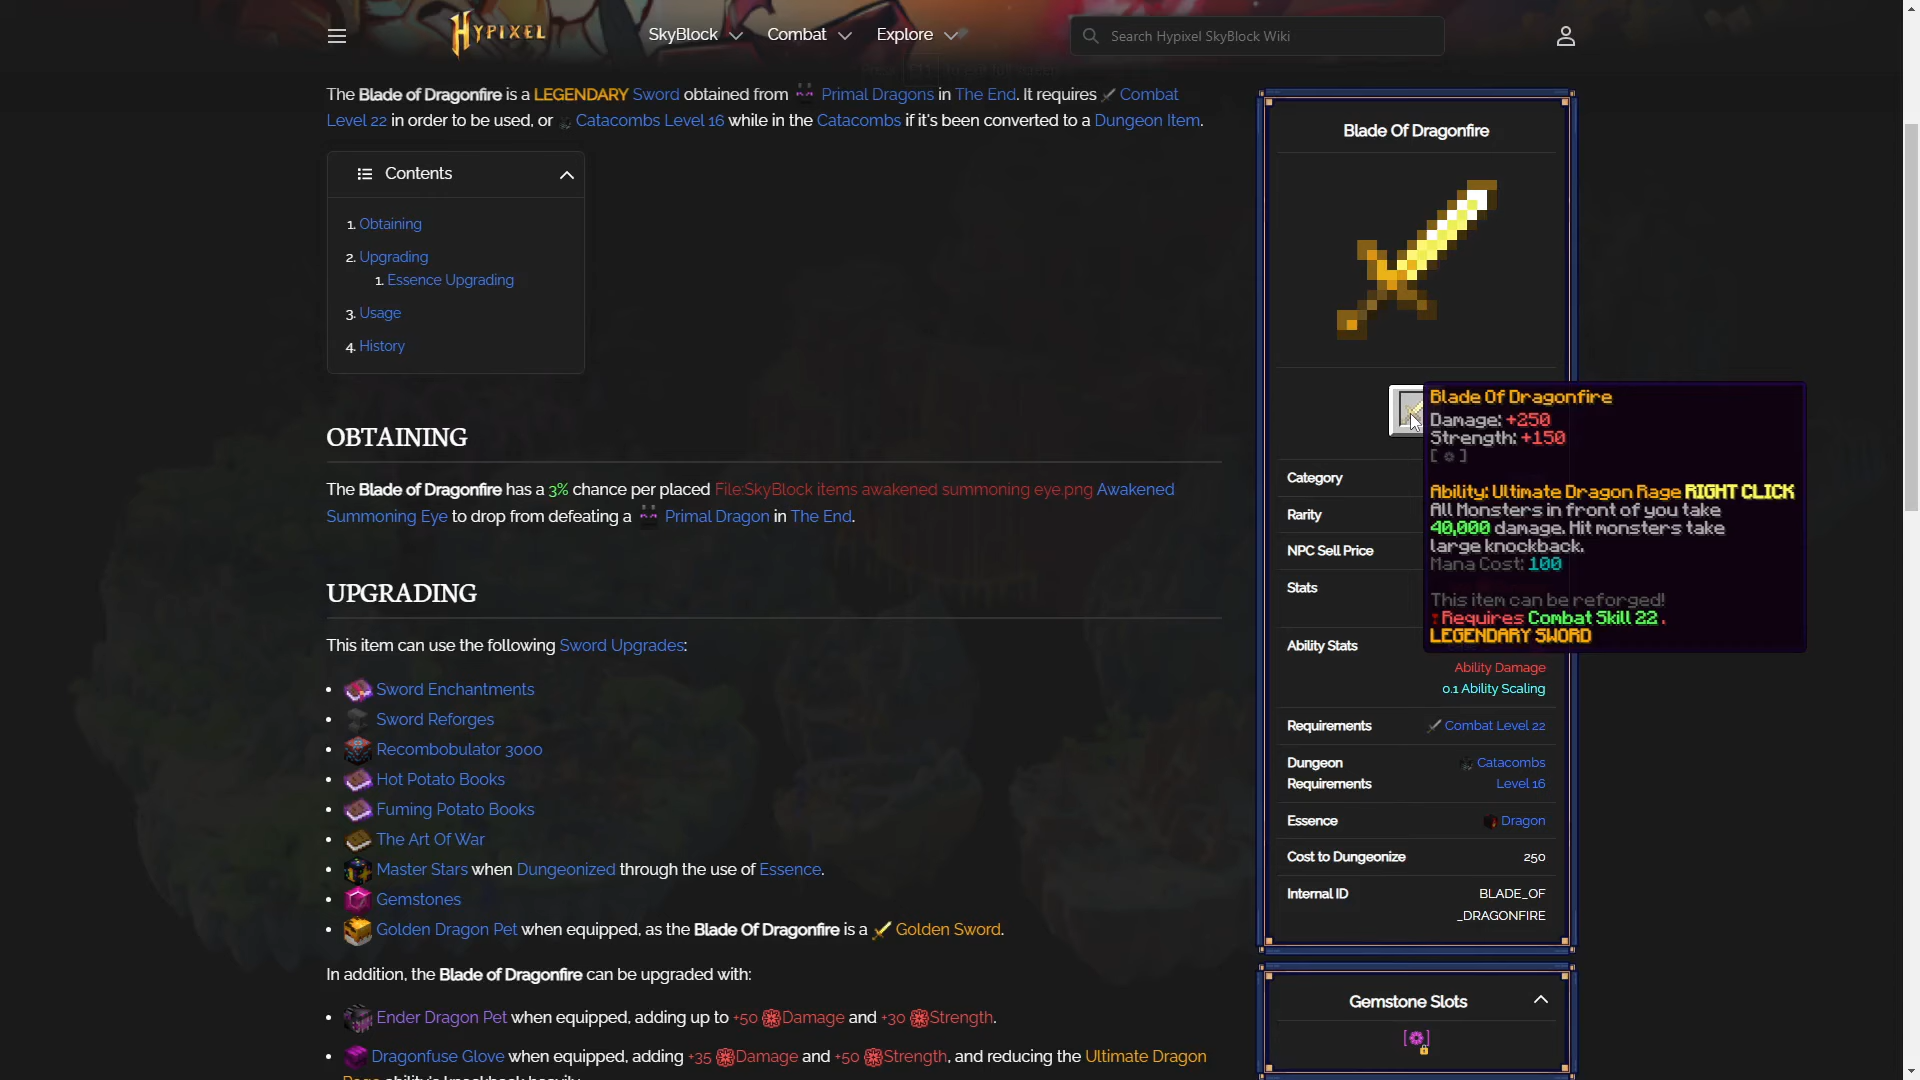 HYPIXEL
SkyBlock
Combat
Explore
Search Hypixel SkyBlock Wiki
The Blade of Dragonfire is a LEGENDARY Sword obtained from Primal Dragons in The End. It requires Combat
Level 22 in order to be used, or Catacombs Level 16 while in the Catacombs if it's been converted to a Dungeon Item.
Contents
1. Obtaining
2. Upgrading
1. Essence Upgrading
3. Usage
4. History
OBTAINING
The Blade of Dragonfire has a 3% chance per placed File:SkyBlock items awakened summoning eye.png Awakened
Summoning Eye to drop from defeating a Primal Dragon in The End.
UPGRADING
This item can use the following Sword Upgrades:
• Sword Enchantments
• Sword Reforges
• Recombobulator 3000
• Hot Potato Books
• Fuming Potato Books
• The Art Of War
• Master Stars when Dungeonized through the use of Essence.
• Gemstones
• Golden Dragon Pet when equipped, as the Blade Of Dragonfire is a Golden Sword.
In addition, the Blade of Dragonfire can be upgraded with:
• Ender Dragon Pet when equipped, adding up to +50 Damage and +30 Strength.
• Dragonfuse Glove when equipped, adding +35 Damage and +50 Strength, and reducing the Ultimate Dragon
Rage ability's knockback heavily.
Blade Of Dragonfire
Category
Rarity
NPC Sell Price
Stats
Ability Stats
Ability Damage
0.1 Ability Scaling
Requirements Combat Level 22
Dungeon Catacombs
Requirements Level 16
Essence Dragon
Cost to Dungeonize 250
Internal ID BLADE_OF
_DRAGONFIRE
Gemstone Slots
Blade Of Dragonfire
Damage: +250
Strength: +150
Ability: Ultimate Dragon Rage RIGHT CLICK
All Monsters in front of you take
40,000 damage. Hit monsters take
large knockback.
Mana Cost: 100
This item can be reforged!
Requires Combat Skill 22.
LEGENDARY SWORD